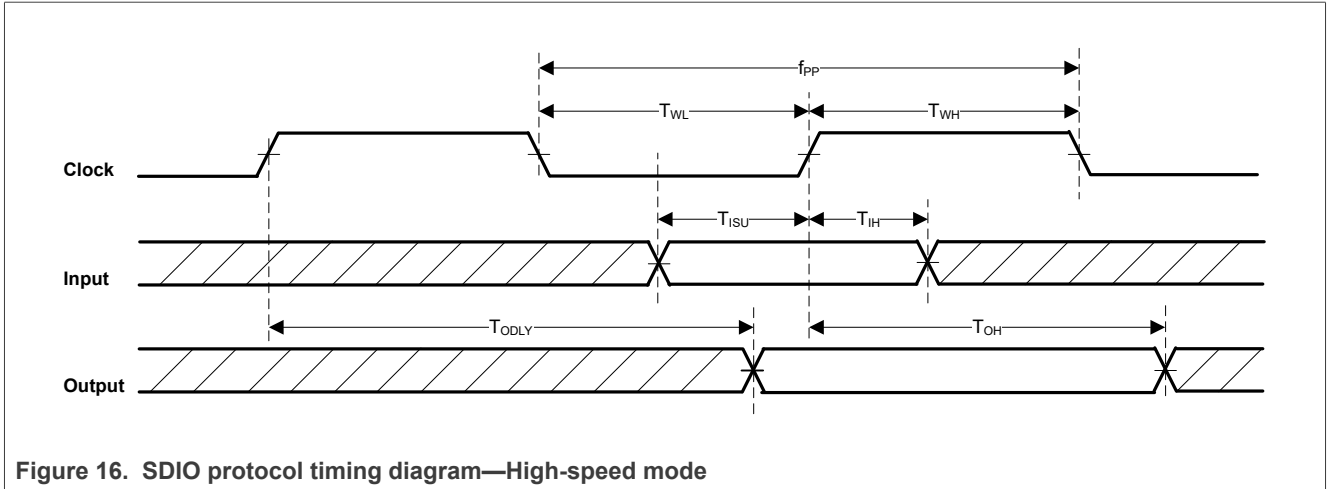 fPP
TWL
TWH
Clock
TISU
TIH
Input
TODLY
TOH
Output
Figure 16. SDIO protocol timing diagram—High-speed mode